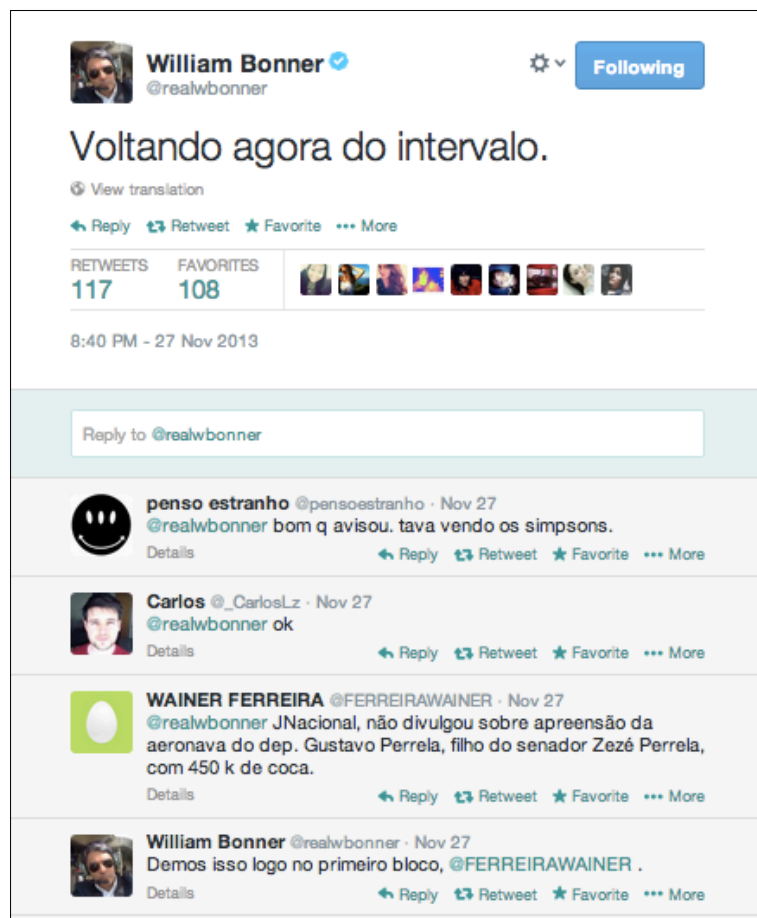 William Bonner
Following
@realwbonner
Voltando agora do intervalo.
View translation
Reply Retweet Favorite More
RETWEETS FAVORITES
117 108
8:40 PM - 27 Nov 2013
Reply to @realwbonner
penso estranho @pensoestranho · Nov 27
@realwbonner bom q avisou. tava vendo os simpsons.
Details Reply Retweet Favorite More
Carlos @_CarlosLz · Nov 27
@realwbonner ok
Details Reply Retweet Favorite More
WAINER FERREIRA @FERREIRAWAINER · Nov 27
@realwbonner JNacional, não divulgou sobre apreensão da
aeronava do dep. Gustavo Perrela, filho do senador Zezé Perrela,
com 450 k de coca.
Details Reply Retweet Favorite More
William Bonner @realwbonner · Nov 27
Demos isso logo no primeiro bloco, @FERREIRAWAINER .
Details Reply Retweet Favorite More